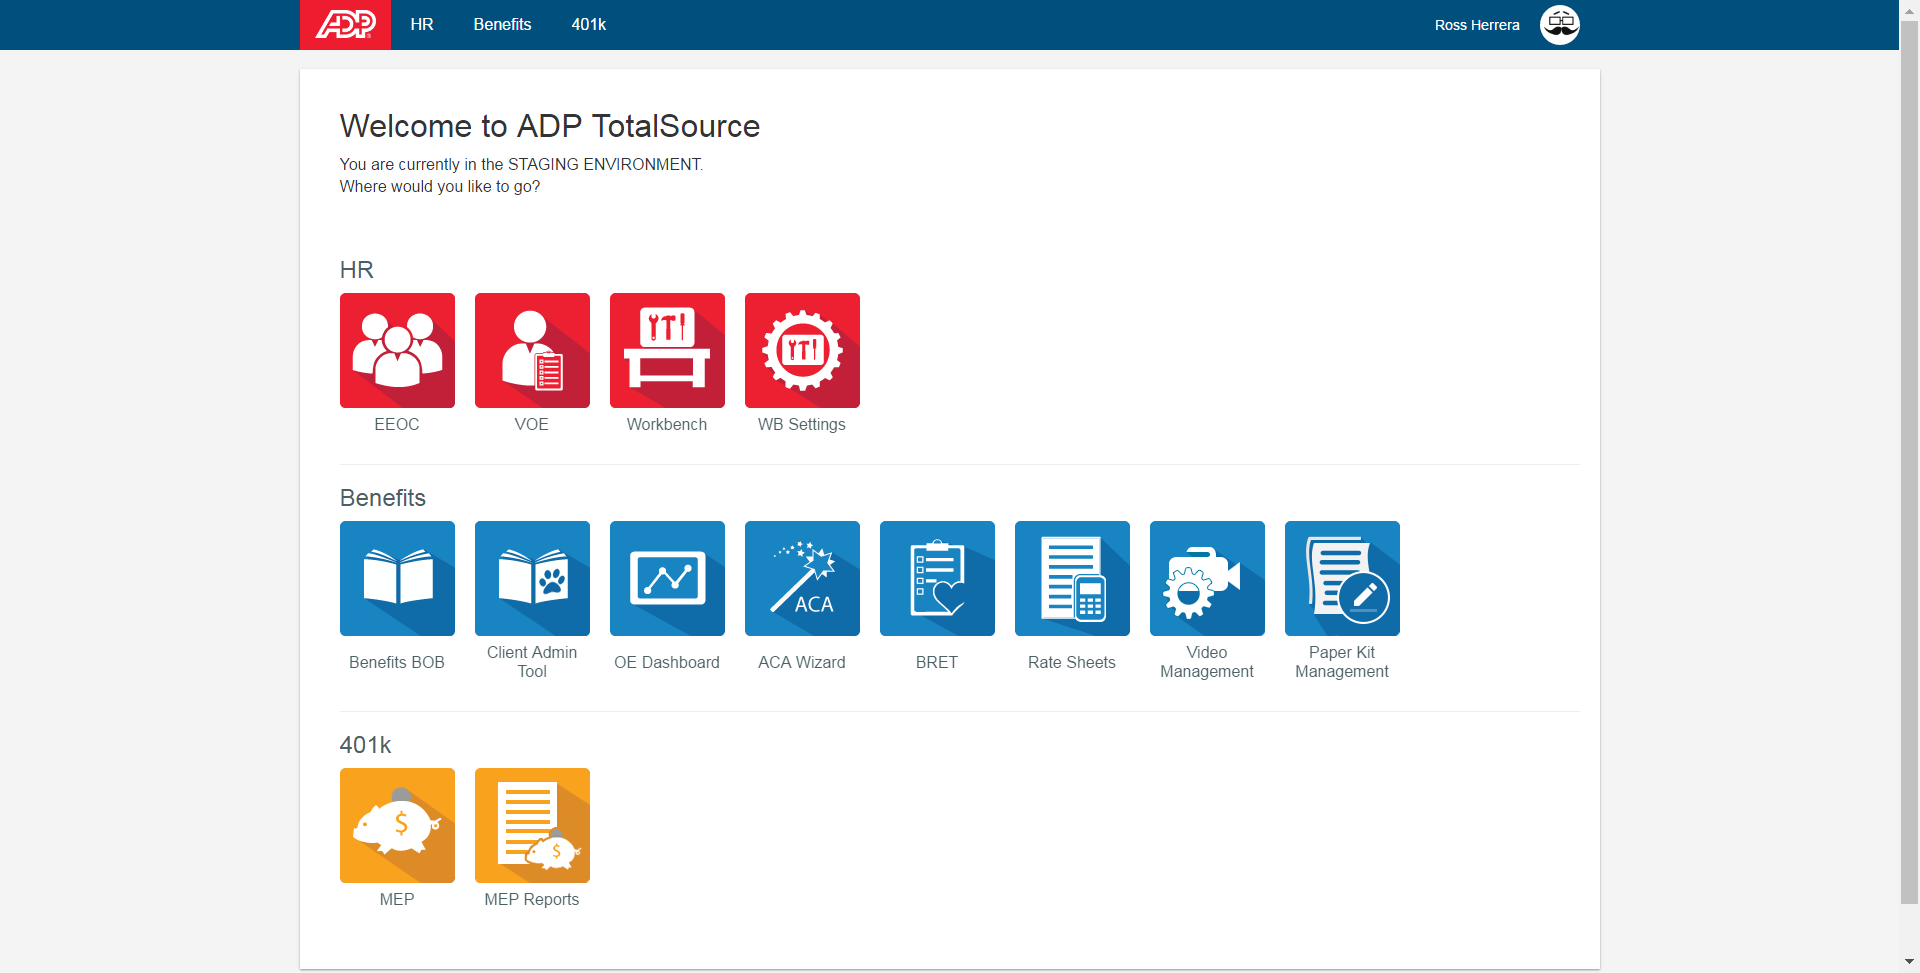 ADP HR Benefits 401k Ross Herrera
Welcome to ADP TotalSource
You are currently in the STAGING ENVIRONMENT.
Where would you like to go?
HR
EEOC
VOE
Workbench
WB Settings
Benefits
ACA
Benefits BOB
Client Admin
Tool
OE Dashboard
ACA Wizard
BRET
Rate Sheets
Video
Management
Paper Kit
Management
401k
$
$
MEP
MEP Reports